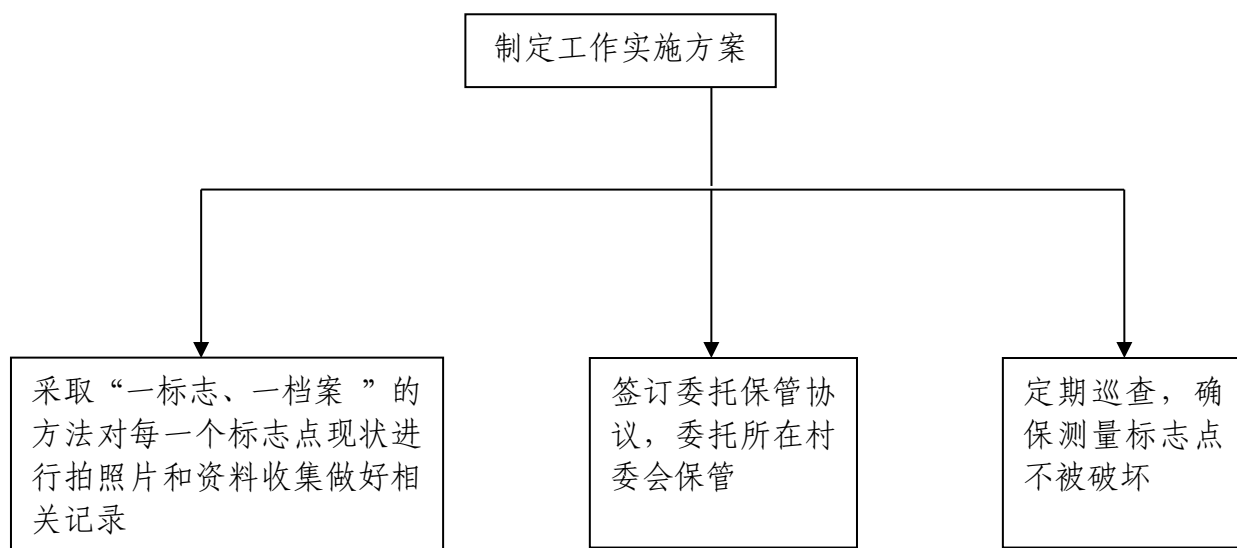 制定工作实施方案
采取“一标志、一档案 ”的
方法对每一个标志点现状进
行拍照片和资料收集做好相
关记录
签订委托保管协
议，委托所在村
委会保管
定期巡查，确
保测量标志点
不被破坏